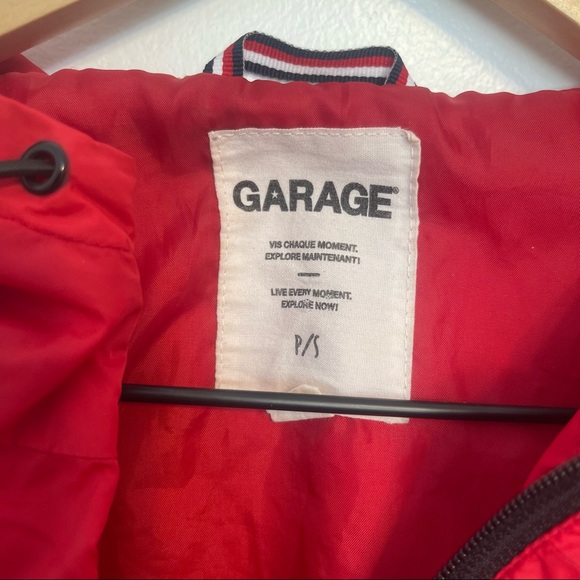 GARAGE®
VIS CHAQUE MOMENT.
EXPLORE MAINTENANT!
LIVE EVERY MOMENT.
EXPLORE NOW!
P/S